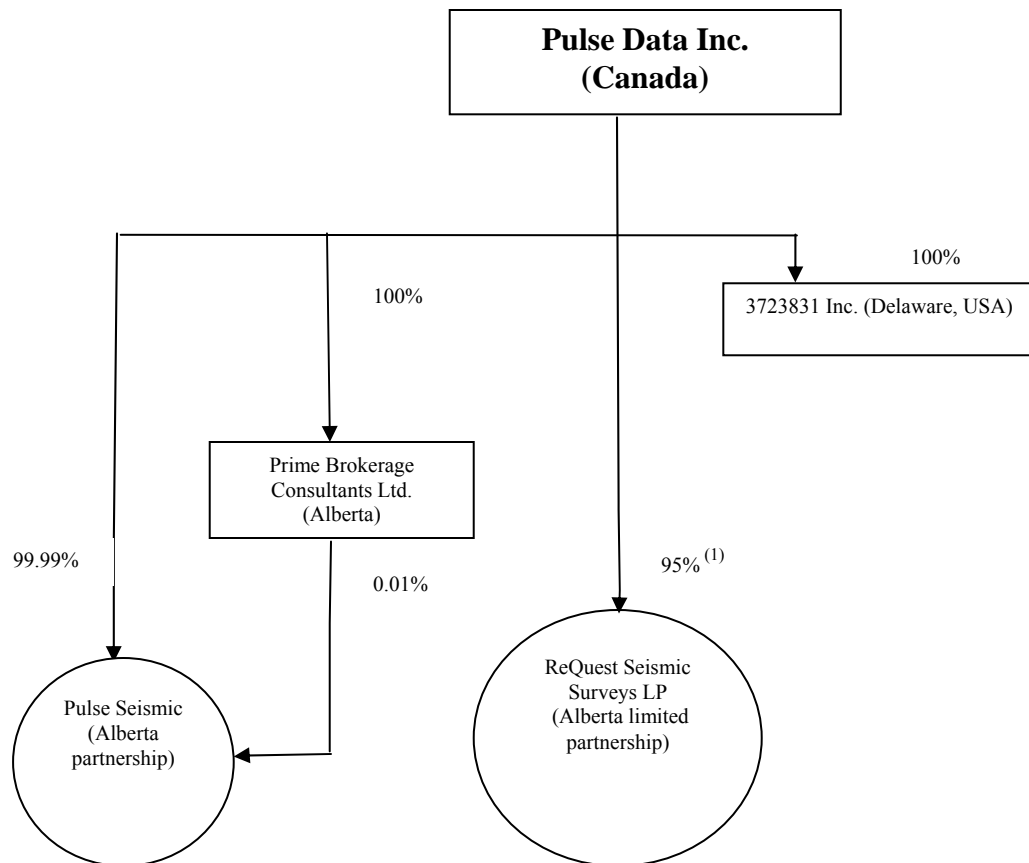 Pulse Data Inc.
(Canada)
100%
3723831 Inc. (Delaware, USA)
100%
Prime Brokerage
Consultants Ltd.
(Alberta)
99.99%
0.01%
95% (1)
ReQuest Seismic
Surveys LP
(Alberta limited
partnership)
Pulse Seismic
(Alberta
partnership)